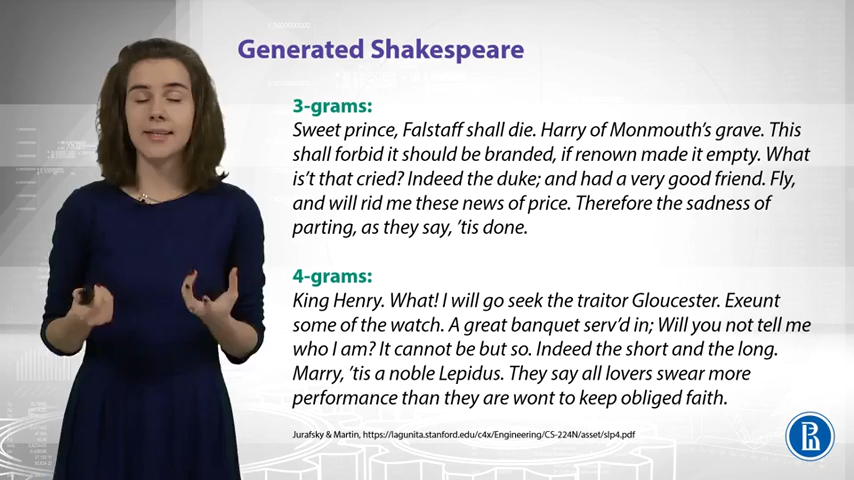 Generated Shakespeare
3-grams:
Sweet prince, Falstaff shall die. Harry of Monmouth's grave. This
shall forbid it should be branded, if renown made it empty. What
is't that cried? Indeed the duke; and had a very good friend. Fly,
and will rid me these news of price. Therefore the sadness of
parting, as they say, 'tis done.
4-grams:
King Henry. What! I will go seek the traitor Gloucester. Exeunt
some of the watch. A great banquet serv'd in; Will you not tell me
who I am? It cannot be but so. Indeed the short and the long.
Marry, 'tis a noble Lepidus. They say all lovers swear more
performance than they are wont to keep obliged faith.
Jurafsky & Martin, https://lagunita.stanford.edu/c4x/Engineering/CS-224N/asset/slp4.pdf